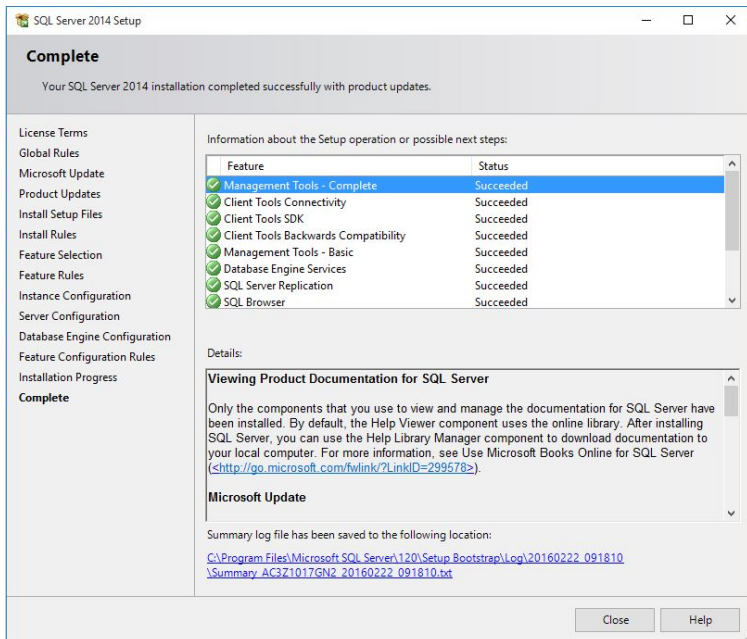 SQL Server 2014 Setup
Complete
Your SQL Server 2014 installation completed successfully with product updates.
License Terms
Global Rules
Microsoft Update
Product Updates
Install Setup Files
Install Rules
Feature Selection
Feature Rules
Instance Configuration
Server Configuration
Database Engine Configuration
Feature Configuration Rules
Installation Progress
Complete
Information about the Setup operation or possible next steps:
Feature Status
Management Tools - Complete Succeeded
Client Tools Connectivity Succeeded
Client Tools SDK Succeeded
Client Tools Backwards Compatibility Succeeded
Management Tools - Basic Succeeded
Database Engine Services Succeeded
SQL Server Replication Succeeded
SQL Browser Succeeded
Details:
Viewing Product Documentation for SQL Server
Only the components that you use to view and manage the documentation for SQL Server have
been installed. By default, the Help Viewer component uses the online library. After installing
SQL Server, you can use the Help Library Manager component to download documentation to
your local computer. For more information, see Use Microsoft Books Online for SQL Server
(<http://go.microsoft.com/fwlink/?LinkID=299578>).
Microsoft Update
Summary log file has been saved to the following location:
C:\Program Files\Microsoft SQL Server\120\Setup Bootstrap\Log\20160222_091810
\Summary_AC3Z1017GN2_20160222_091810.txt
Close Help